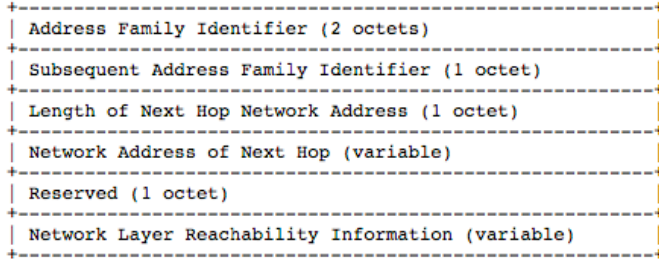 Address Family Identifier (2 octets)
Subsequent Address Family Identifier (1 octet)
Length of Next Hop Network Address (1 octet)
Network Address of Next Hop (variable)
Reserved (1 octet)
Network Layer Reachability Information (variable)